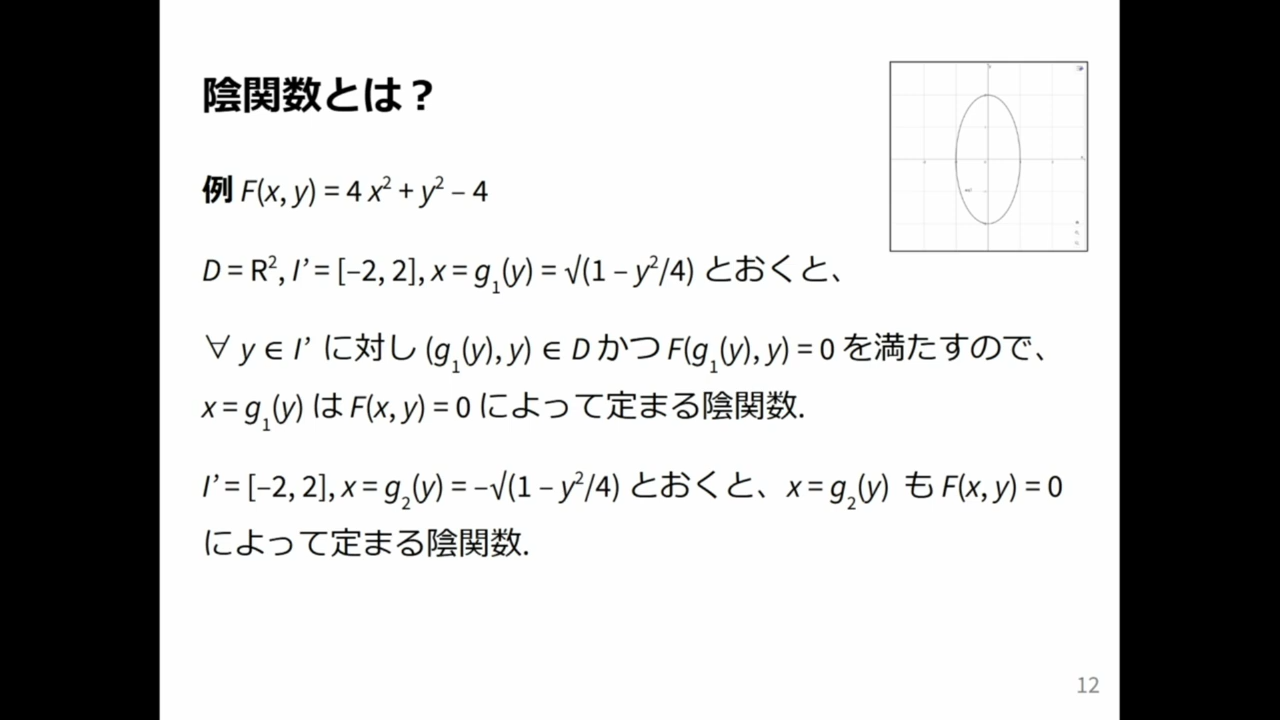 陰関数とは？
例 F(x, y) = 4 x² + y² – 4
D = R², I’ = [–2, 2], x = g₁(y) = √(1 – y²/4) とおくと、
∀ y ∈ I’ に対し (g₁(y), y) ∈ D かつ F(g₁(y), y) = 0 を満たすので、
x = g₁(y) は F(x, y) = 0 によって定まる陰関数.
I’ = [–2, 2], x = g₂(y) = –√(1 – y²/4) とおくと、x = g₂(y) も F(x, y) = 0
によって定まる陰関数.
12